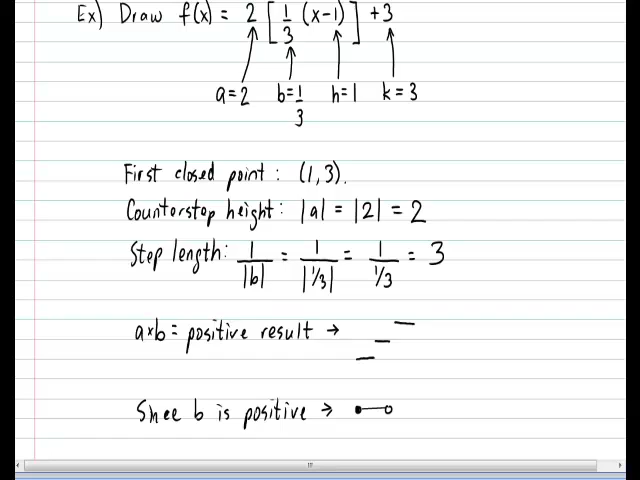 Ex) Draw f(x) = 2 [ 1/3 (x-1) ] + 3
a = 2 b = 1/3 h = 1 k = 3
First closed point : (1, 3).
Counterstep height: |a| = |2| = 2
Step length: 1/|b| = 1/|1/3| = 1/(1/3) = 3
a×b = positive result →
Since b is positive →